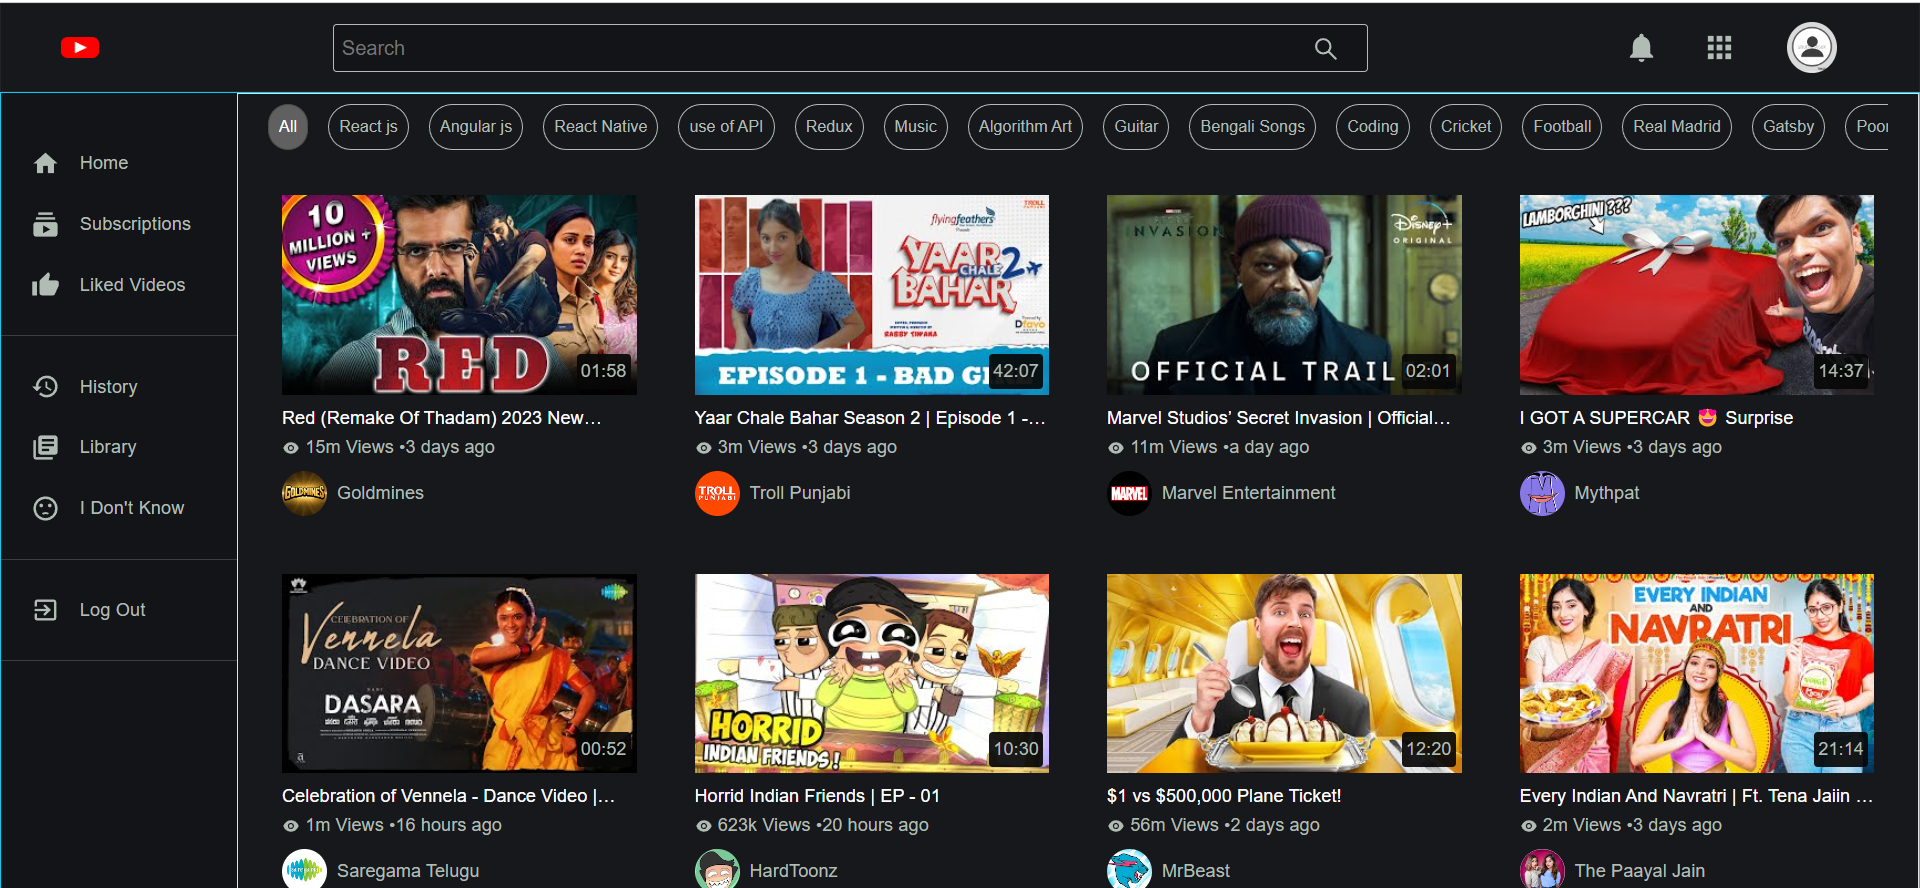 Search
All
React js
Angular js
React Native
use of API
Redux
Music
Algorithm Art
Guitar
Bengali Songs
Coding
Cricket
Football
Real Madrid
Gatsby
Poor
Home
Subscriptions
Liked Videos
History
Library
I Don't Know
Log Out
10
MILLION +
VIEWS
RED
01:58
Red (Remake Of Thadam) 2023 New...
15m Views •3 days ago
GOLDMINES
Goldmines
TROLL
PUNJABI
flyingfeathers
YAAR
CHALE 2
BAHAR
EPISODE 1 - BAD G
42:07
Yaar Chale Bahar Season 2 | Episode 1 -...
3m Views •3 days ago
TROLL
PUNJABI
Troll Punjabi
INVASION
Disney+
ORIGINAL
OFFICIAL TRAIL
02:01
Marvel Studios’ Secret Invasion | Official...
11m Views •a day ago
MARVEL
Marvel Entertainment
LAMBORGHINI ???
14:37
I GOT A SUPERCAR 😍 Surprise
3m Views •3 days ago
Mythpat
CELEBRATION OF
Vennela
DANCE VIDEO
NANI
DASARA
00:52
Celebration of Vennela - Dance Video |...
1m Views •16 hours ago
Saregama Telugu
HORRID
INDIAN FRIENDS!
10:30
Horrid Indian Friends | EP - 01
623k Views •20 hours ago
HardToonz
12:20
$1 vs $500,000 Plane Ticket!
56m Views •2 days ago
MrBeast
EVERY INDIAN
AND
NAVRATRI
21:14
Every Indian And Navratri | Ft. Tena Jaiin ...
2m Views •3 days ago
The Paayal Jain